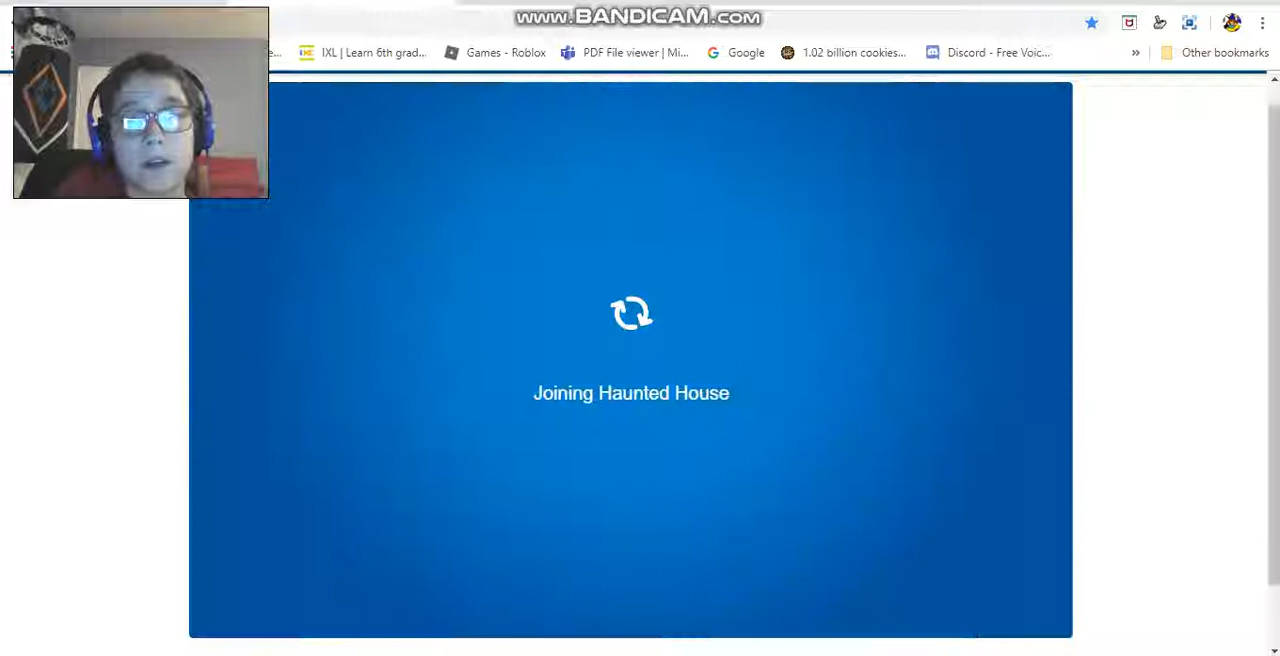 www.BANDICAM.com
e... IXL | Learn 6th grad... Games - Roblox PDF File viewer | Mi... Google 1.02 billion cookies... Discord - Free Voic... » Other bookmarks
Joining Haunted House